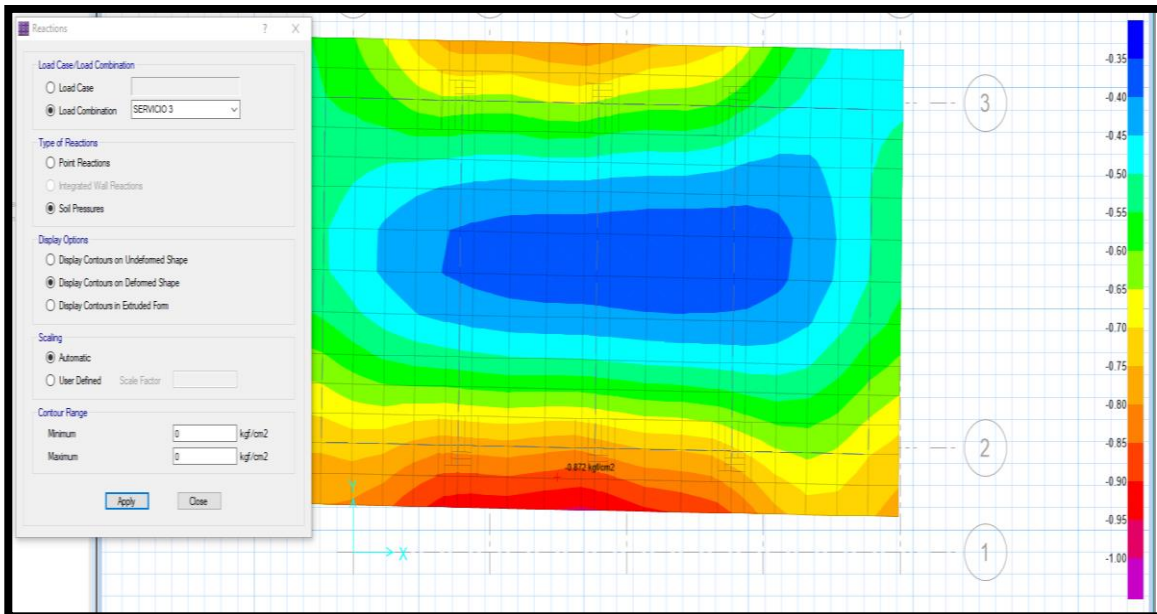 Reactions ? X
Load Case/Load Combination
Load Case
Load Combination SERVICIO 3
Type of Reactions
Point Reactions
Integrated Wall Reactions
Soil Pressures
Display Options
Display Contours on Undeformed Shape
Display Contours on Deformed Shape
Display Contours in Extruded Form
Scaling
Automatic
User Defined Scale Factor
Contour Range
Minimum 0 kgf/cm2
Maximum 0 kgf/cm2
Apply Close
3
2
1
-0.872 kgf/cm2
Y
X
-0.35
-0.40
-0.45
-0.50
-0.55
-0.60
-0.65
-0.70
-0.75
-0.80
-0.85
-0.90
-0.95
-1.00